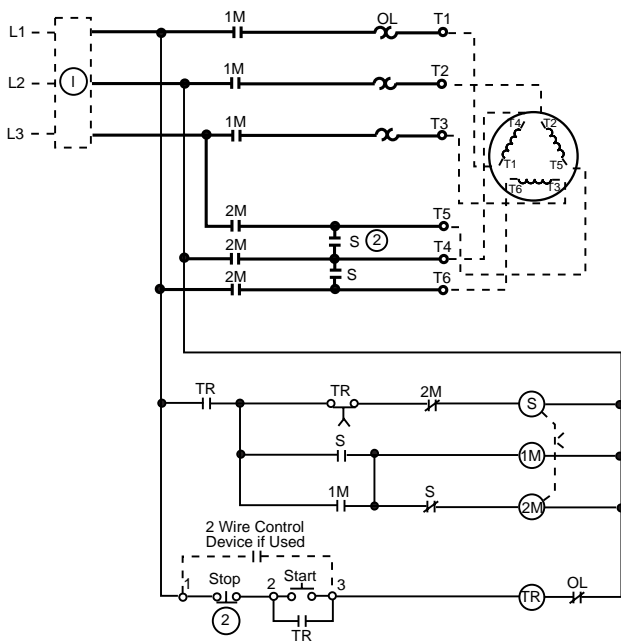 1M OL T1
L1
1M T2
L2 I
1M T3
L3
T4 T2
T1 T5
T6 T3
2M T5
S 2
2M T4
S
2M T6
TR TR 2M S
S 1M
1M S 2M
2 Wire Control
Device if Used
1 Stop 2 Start 3 TR OL
2
TR